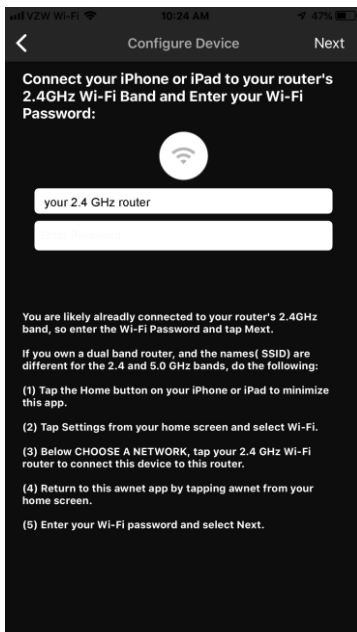 VZW Wi-Fi 10:24 AM 47%
Configure Device Next
Connect your iPhone or iPad to your router's
2.4GHz Wi-Fi Band and Enter your Wi-Fi
Password:
your 2.4 GHz router
You are likely alreadly connected to your router's 2.4GHz
band, so enter the Wi-Fi Password and tap Mext.
If you own a dual band router, and the names( SSID) are
different for the 2.4 and 5.0 GHz bands, do the following:
(1) Tap the Home button on your iPhone or iPad to minimize
this app.
(2) Tap Settings from your home screen and select Wi-Fi.
(3) Below CHOOSE A NETWORK, tap your 2.4 GHz Wi-Fi
router to connect this device to this router.
(4) Return to this awnet app by tapping awnet from your
home screen.
(5) Enter your Wi-Fi password and select Next.